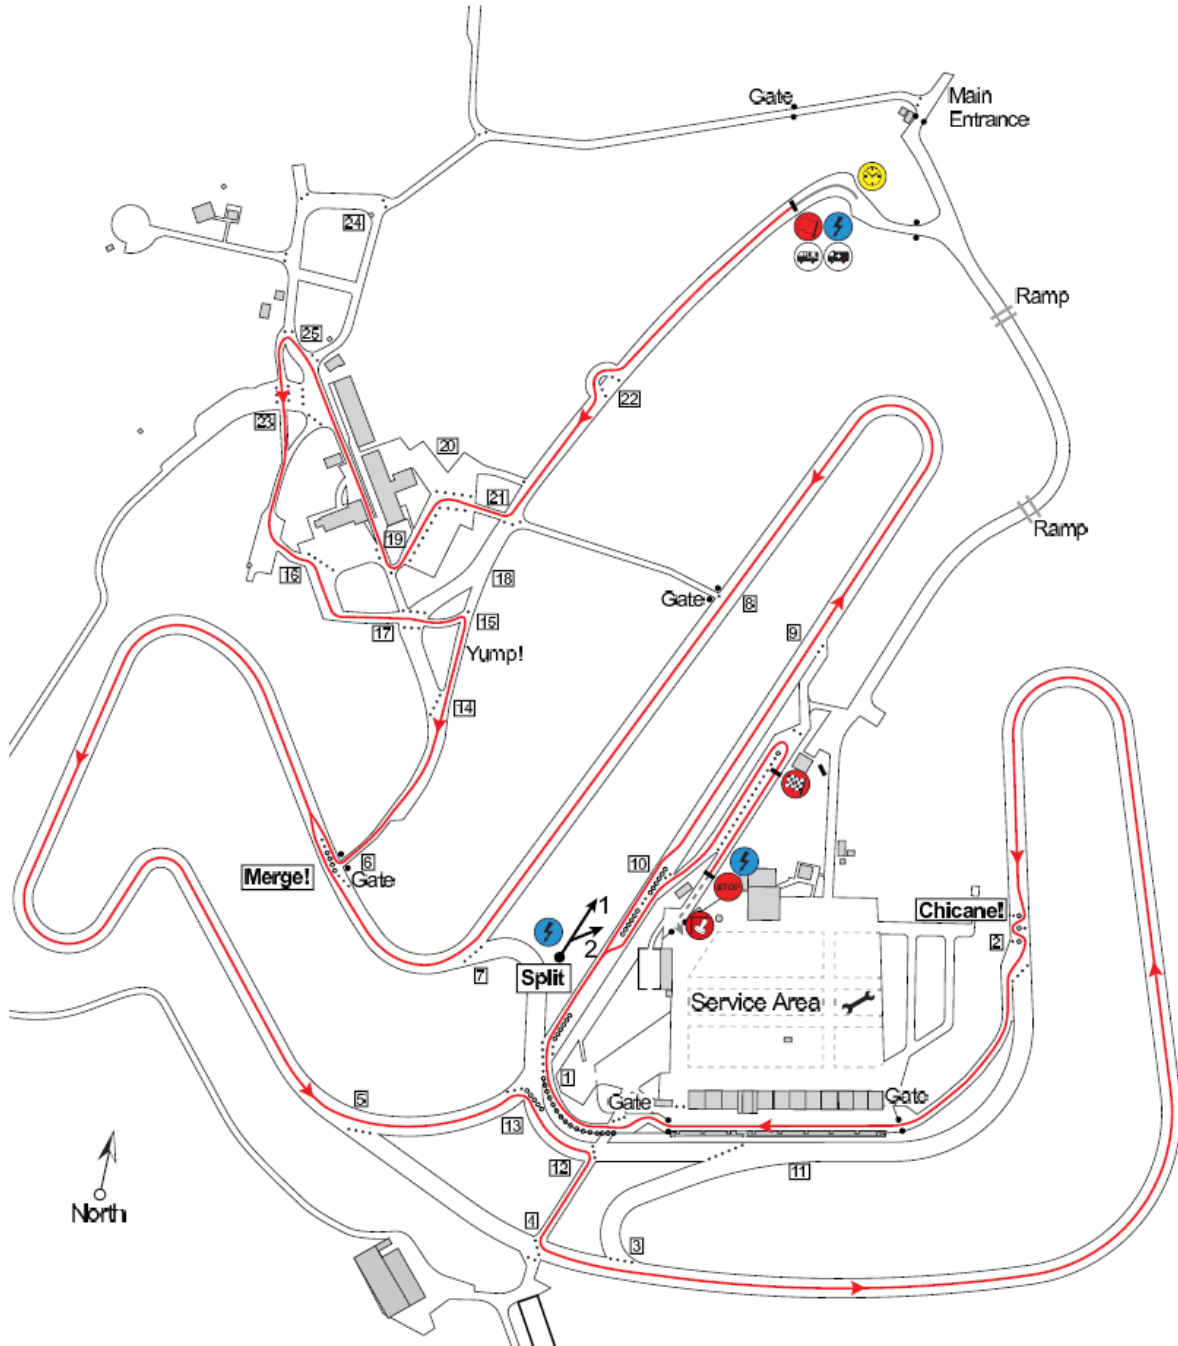 Gate
Main
Entrance
24
Ramp
25
22
23
20
21
19
Ramp
16
18
Gate
8
15
17
9
Yump!
14
10
6
Merge!
Gate
1
STOP
Chicane!
2
2
7
Split
Service Area
1
Gate
Gate
5
13
12
11
4
3
North